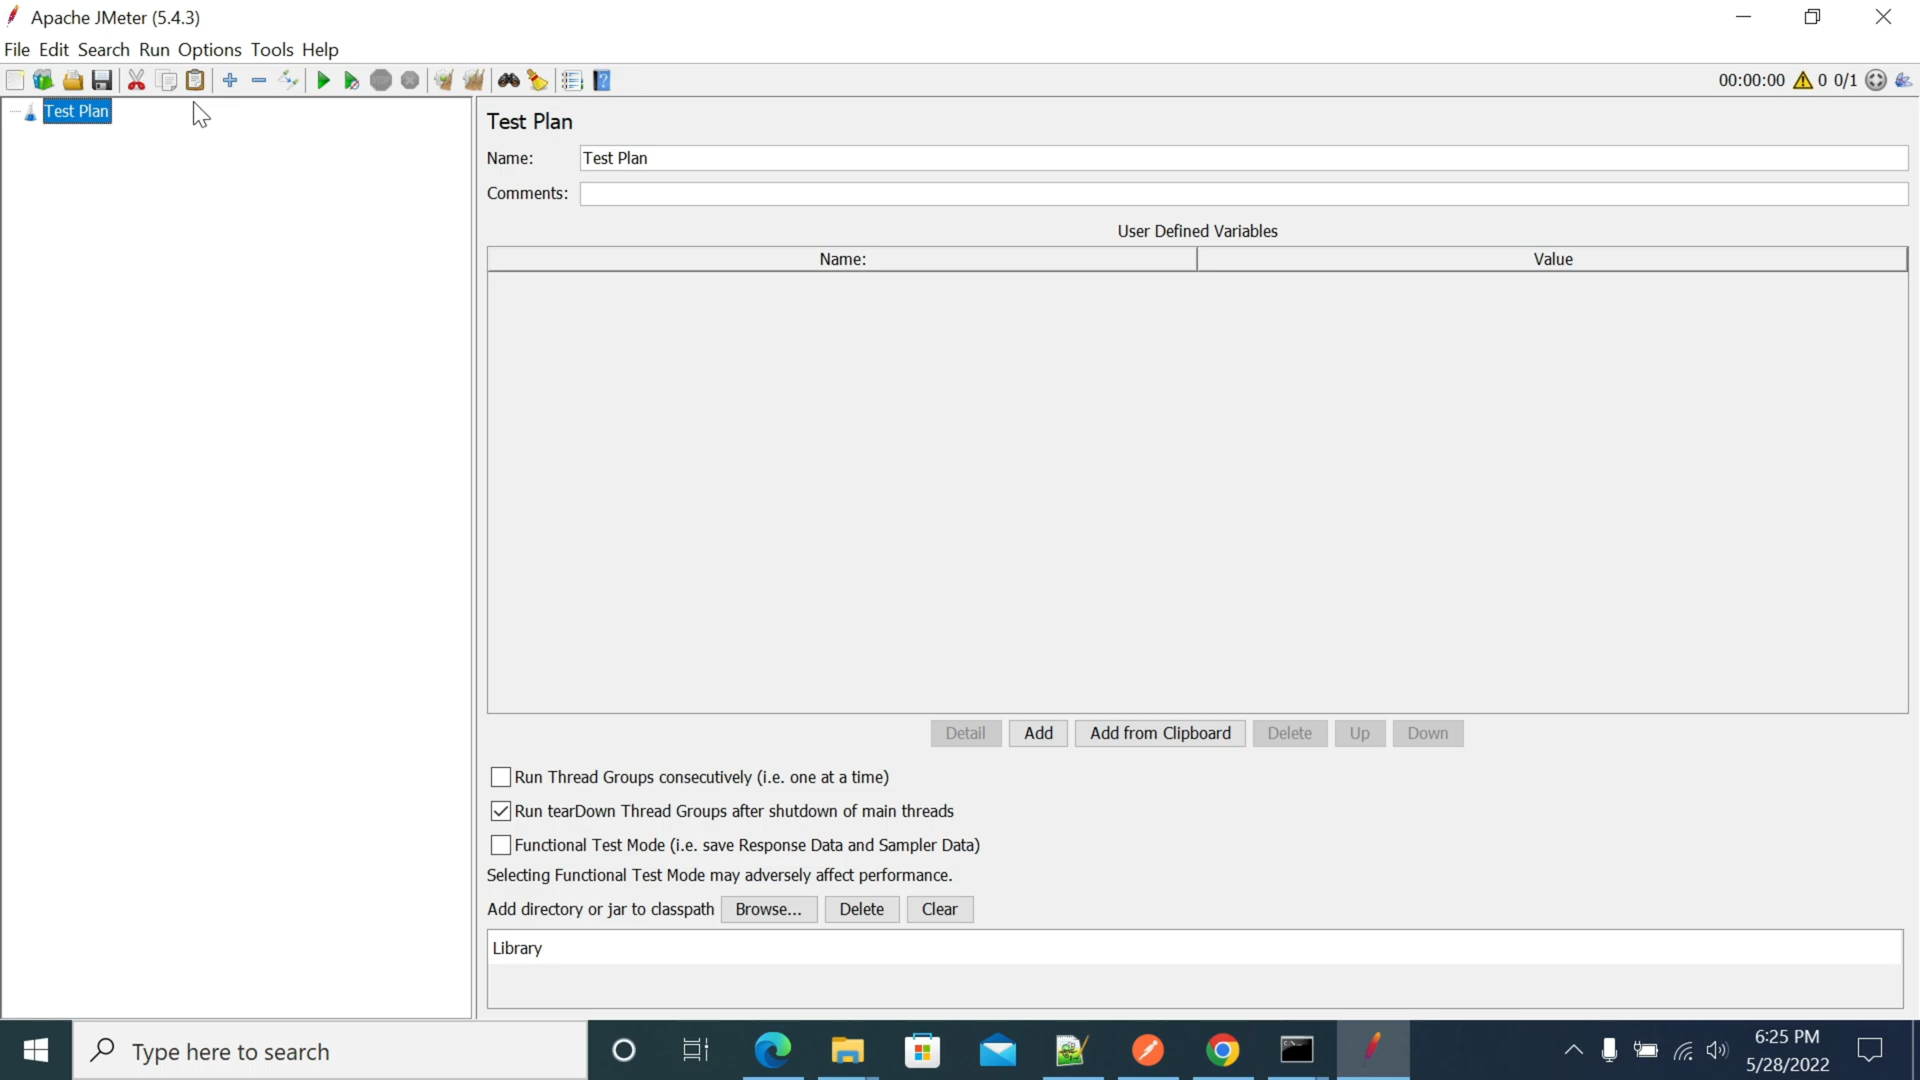 Apache JMeter (5.4.3)
File Edit Search Run Options Tools Help
00:00:00 0 0/1
Test Plan
Test Plan
Name: Test Plan
Comments:
User Defined Variables
Name: Value
Detail Add Add from Clipboard Delete Up Down
Run Thread Groups consecutively (i.e. one at a time)
Run tearDown Thread Groups after shutdown of main threads
Functional Test Mode (i.e. save Response Data and Sampler Data)
Selecting Functional Test Mode may adversely affect performance.
Add directory or jar to classpath Browse... Delete Clear
Library
Type here to search
6:25 PM
5/28/2022